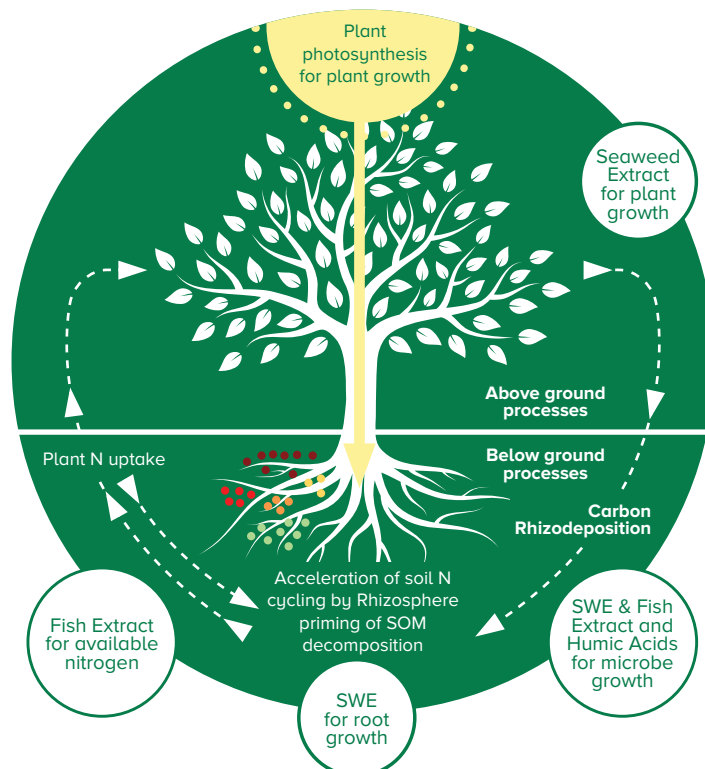 Plant
photosynthesis
for plant growth
Seaweed
Extract
for plant
growth
Above ground
processes
Plant N uptake
Below ground
processes
Carbon
Rhizodeposition
Acceleration of soil N
cycling by Rhizosphere
priming of SOM
decomposition
Fish Extract
for available
nitrogen
SWE & Fish
Extract and
Humic Acids
for microbe
growth
SWE
for root
growth